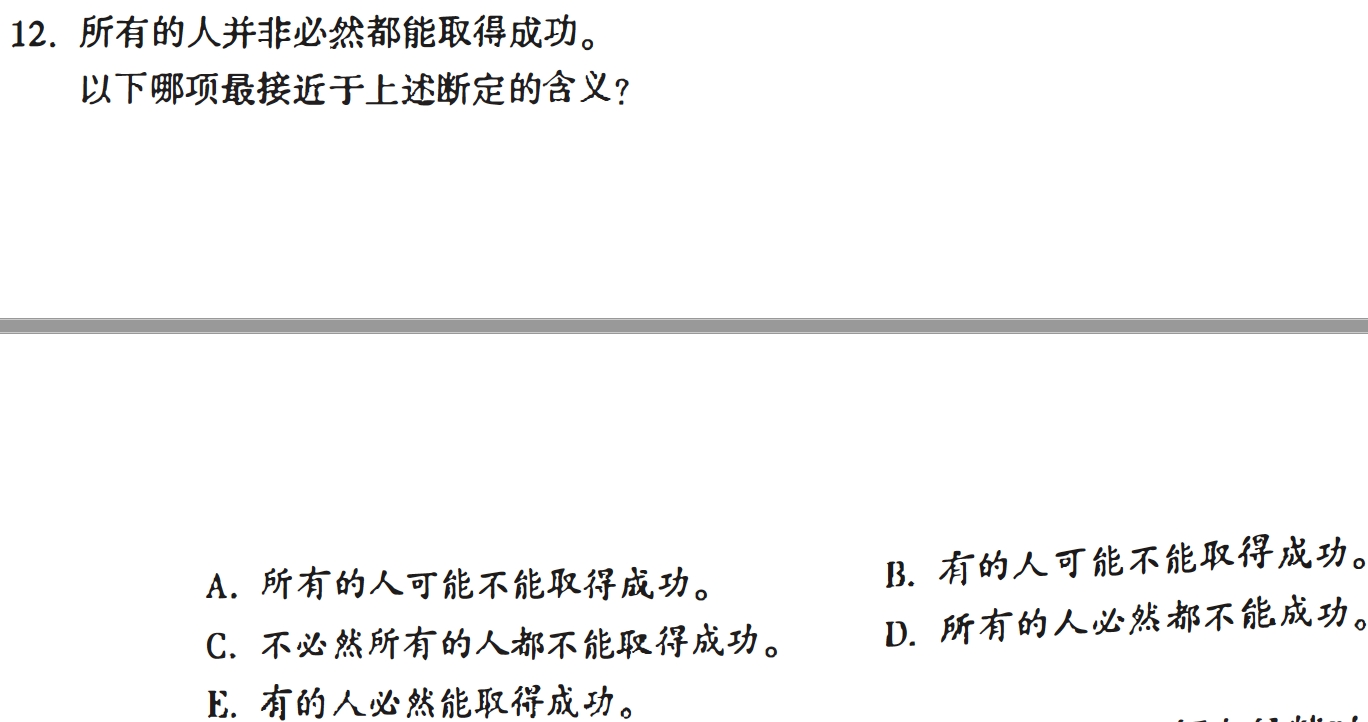 12. 所有的人并非必然都能取得成功。
以下哪项最接近于上述断定的含义?
A. 所有的人可能不能取得成功。
B. 有的人可能不能取得成功。
C. 不必然所有的人都不能取得成功。
D. 所有的人必然都不能成功。
E. 有的人必然能取得成功。